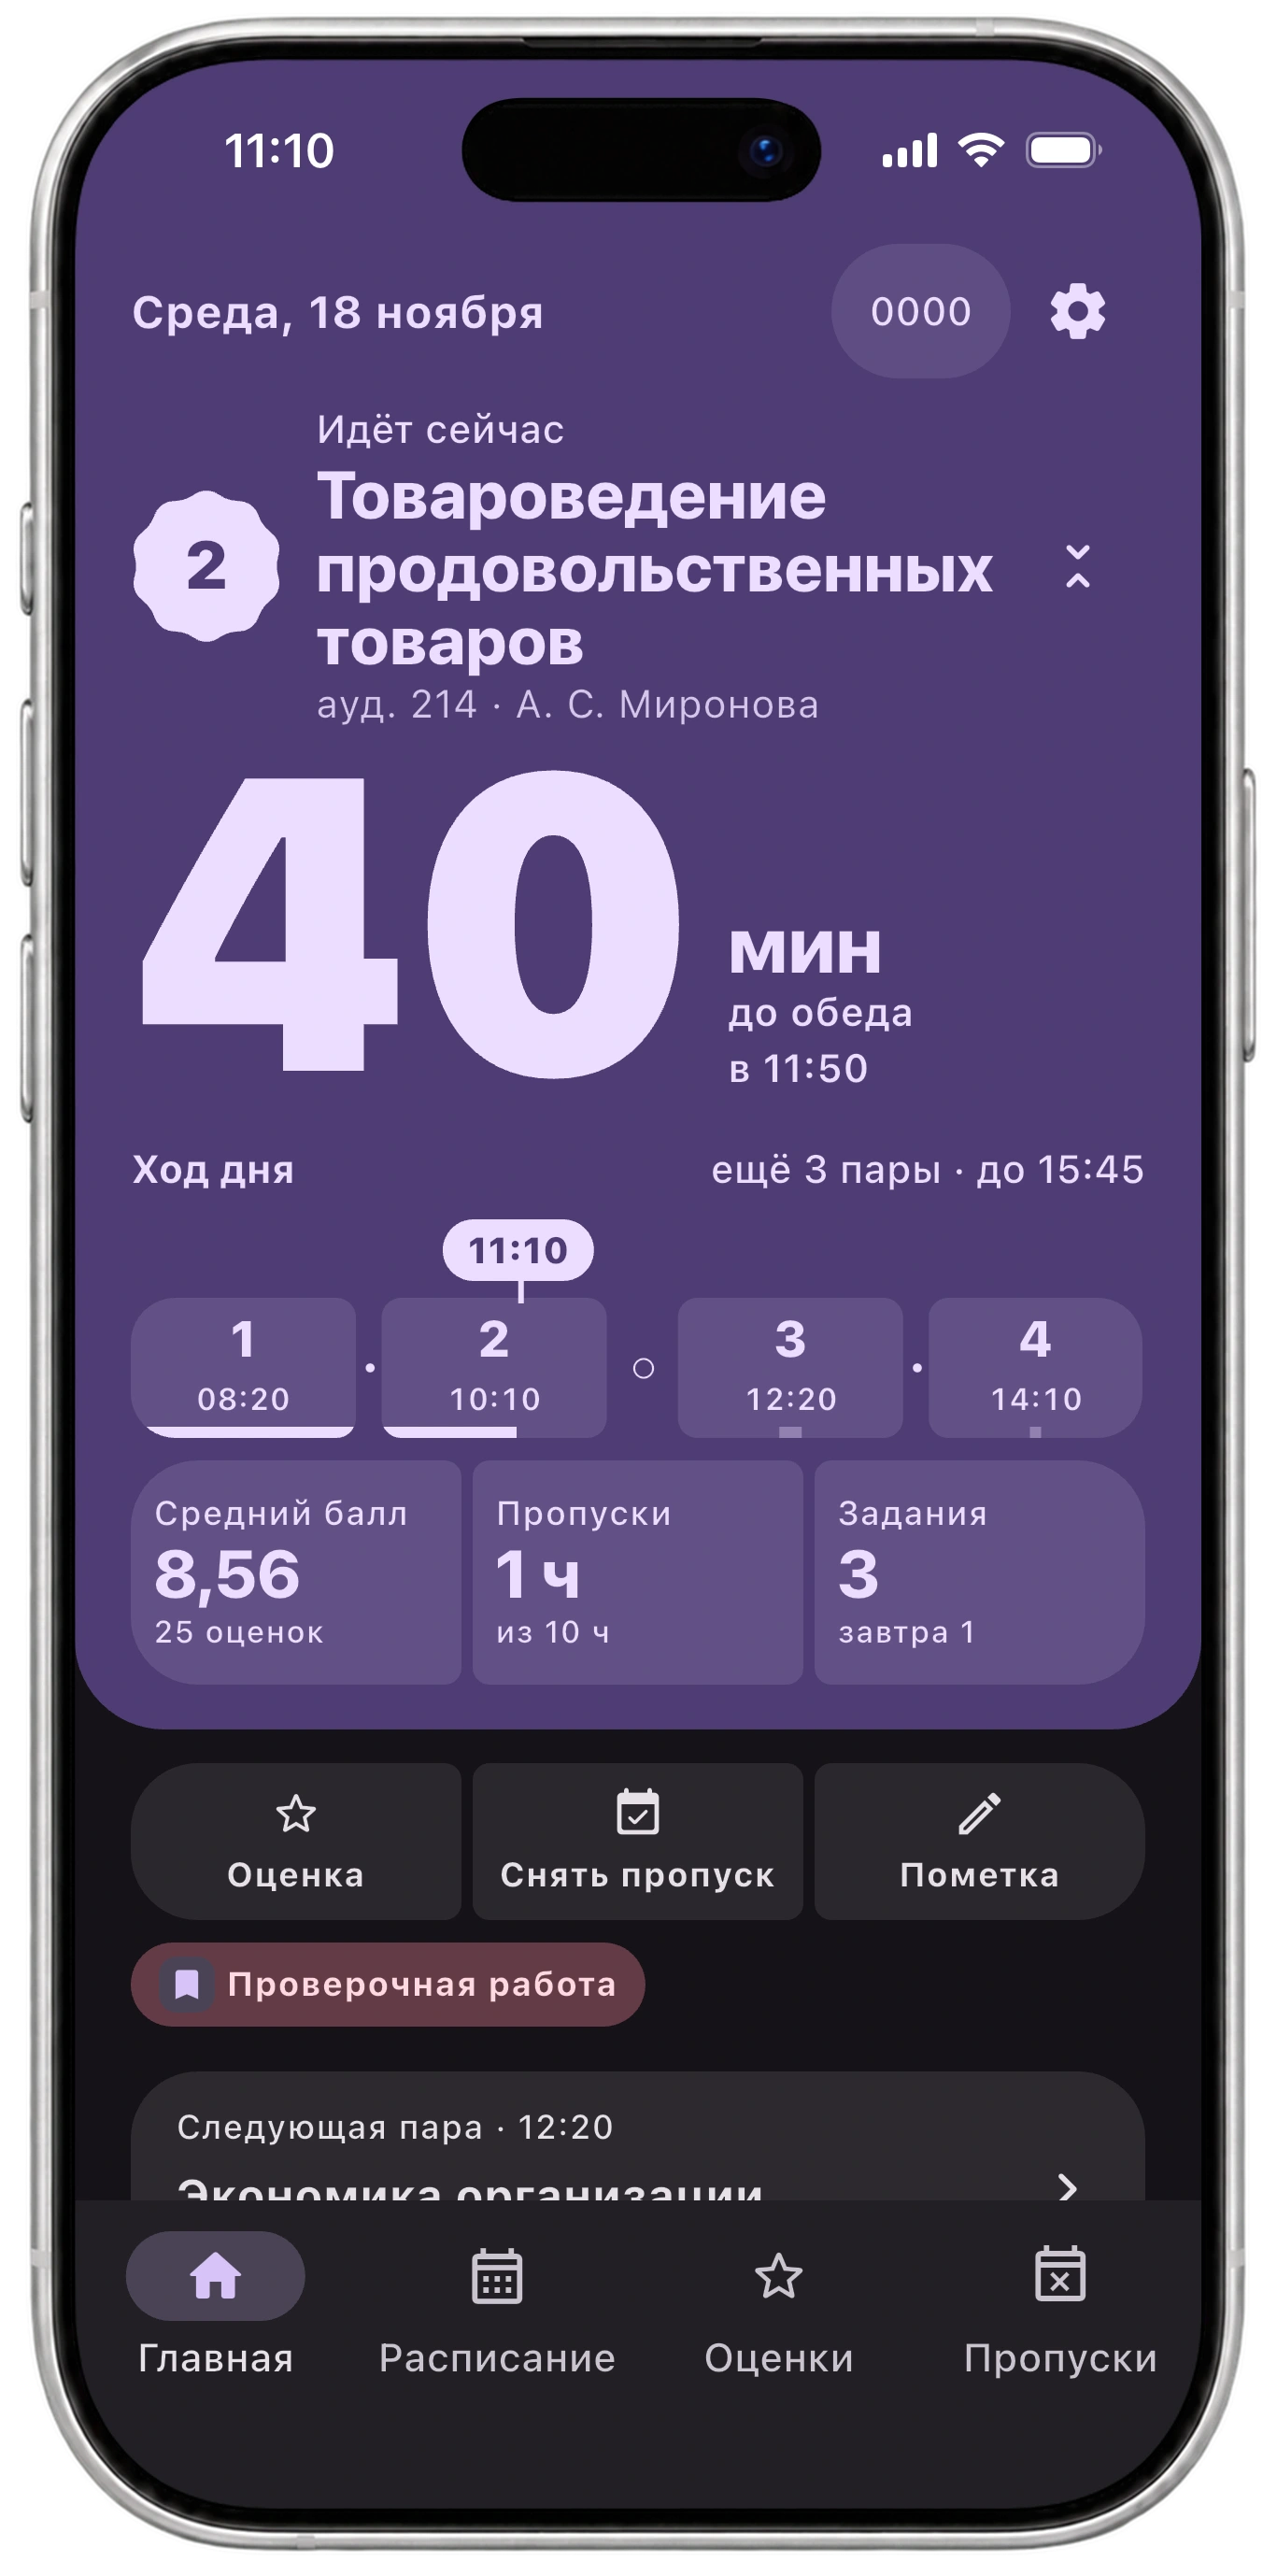 11:10
Среда, 18 ноября
0000
Идёт сейчас
2
Товароведение
продовольственных
товаров
ауд. 214 · А. С. Миронова
40 мин
до обеда
в 11:50
Ход дня
ещё 3 пары · до 15:45
11:10
1 2 3 4
08:20 10:10 12:20 14:10
Средний балл Пропуски Задания
8,56 1 ч 3
25 оценок из 10 ч завтра 1
Оценка Снять пропуск Пометка
Проверочная работа
Следующая пара · 12:20
Экономика организации
Главная Расписание Оценки Пропуски